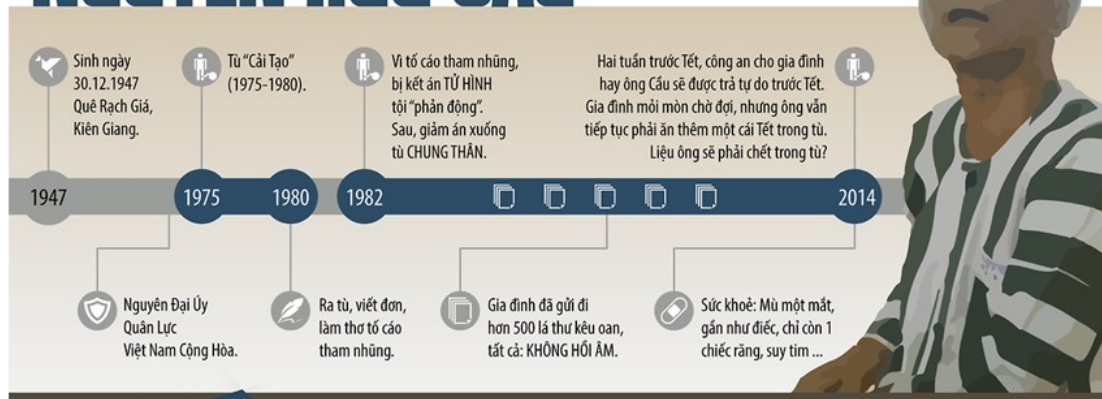 NGUYỄN HỮU CẦU
Sinh ngày
30.12.1947
Quê Rạch Giá,
Kiên Giang.
Tù “Cải Tạo”
(1975-1980).
Vì tố cáo tham nhũng,
bị kết án TỬ HÌNH
tội “phản động”.
Sau, giảm án xuống
tù CHUNG THÂN.
Hai tuần trước Tết, công an cho gia đình
hay ông Cầu sẽ được trả tự do trước Tết.
Gia đình mỏi mòn chờ đợi, nhưng ông vẫn
tiếp tục phải ăn thêm một cái Tết trong tù.
Liệu ông sẽ phải chết trong tù?
1947
1975
1980
1982
2014
Nguyên Đại Úy
Quân Lực
Việt Nam Cộng Hòa.
Ra tù, viết đơn,
làm thơ tố cáo
tham nhũng.
Gia đình đã gửi đi
hơn 500 lá thư kêu oan,
tất cả: KHÔNG HỒI ÂM.
Sức khoẻ: Mù một mắt,
gần như điếc, chỉ còn 1
chiếc răng, suy tim ...